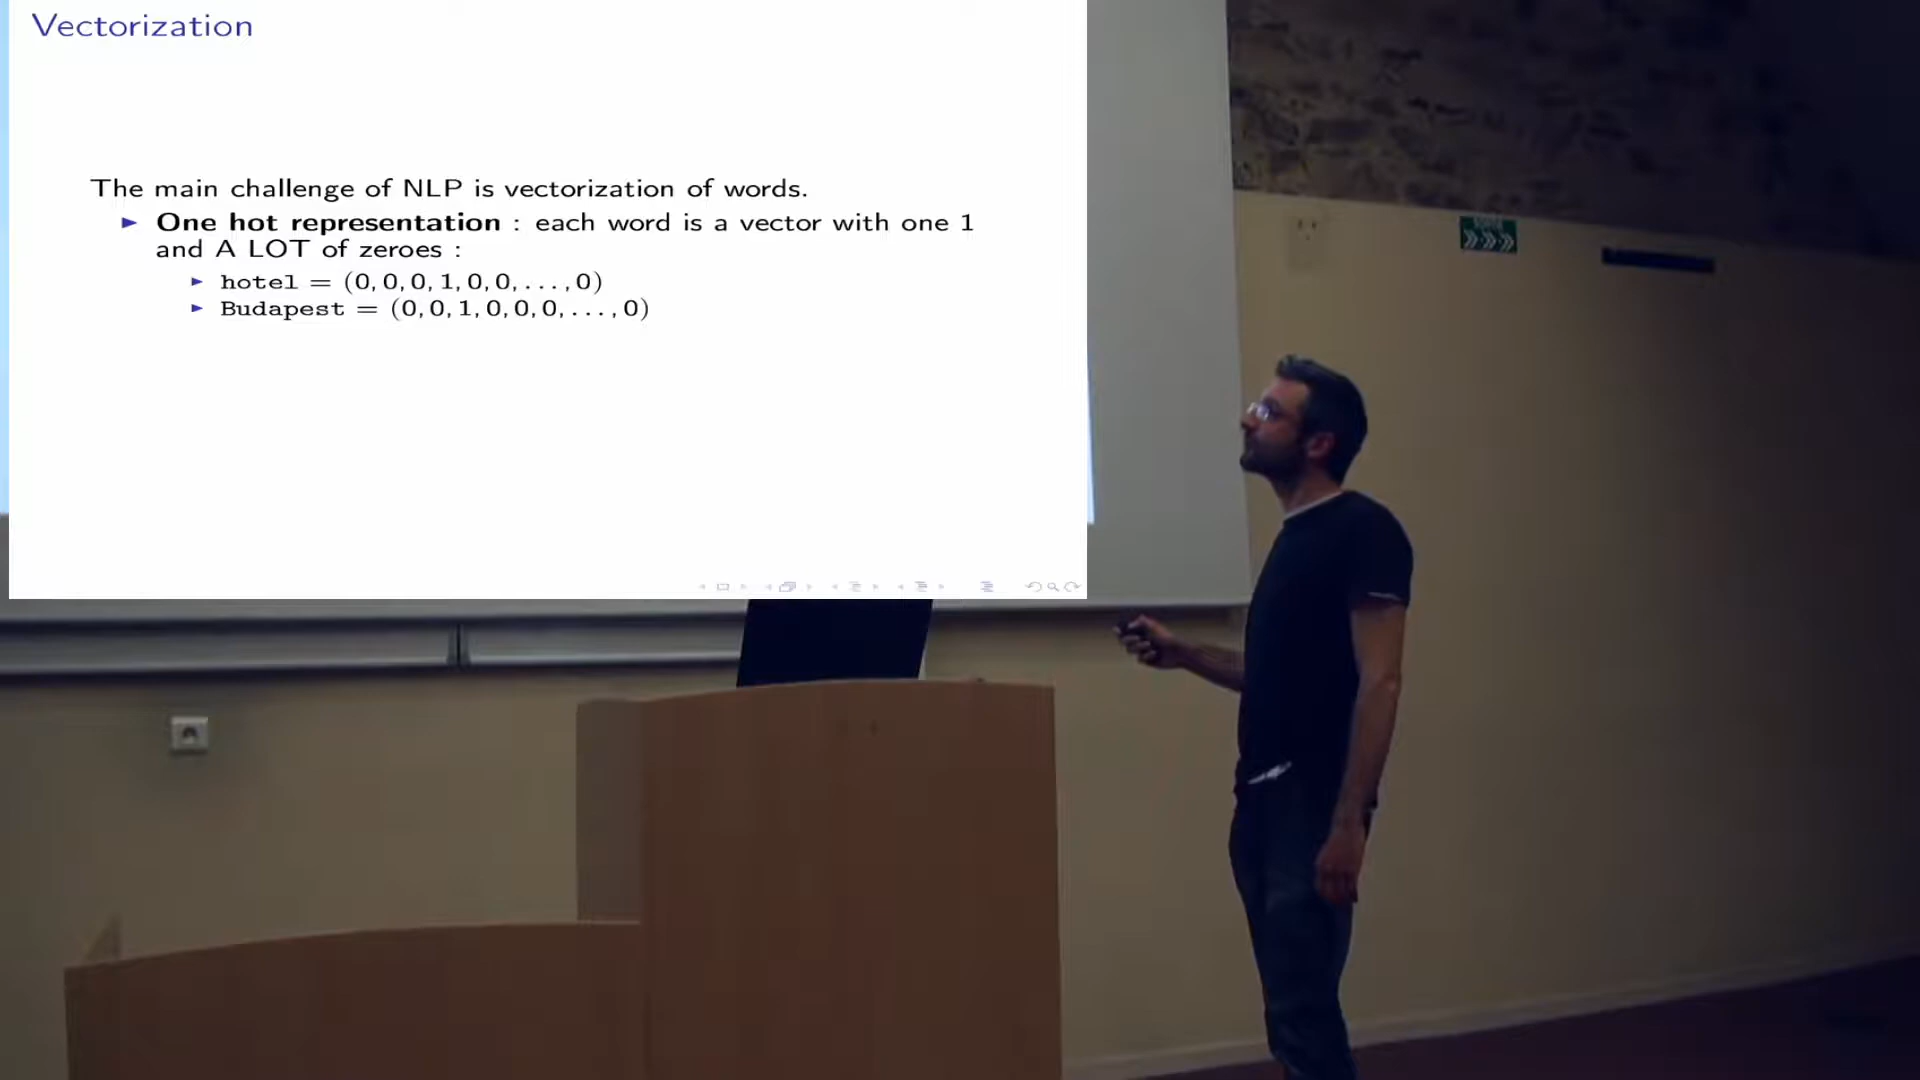 Vectorization
The main challenge of NLP is vectorization of words.
One hot representation : each word is a vector with one 1
and A LOT of zeroes :
hotel = (0, 0, 0, 1, 0, 0, . . . , 0)
Budapest = (0, 0, 1, 0, 0, 0, . . . , 0)